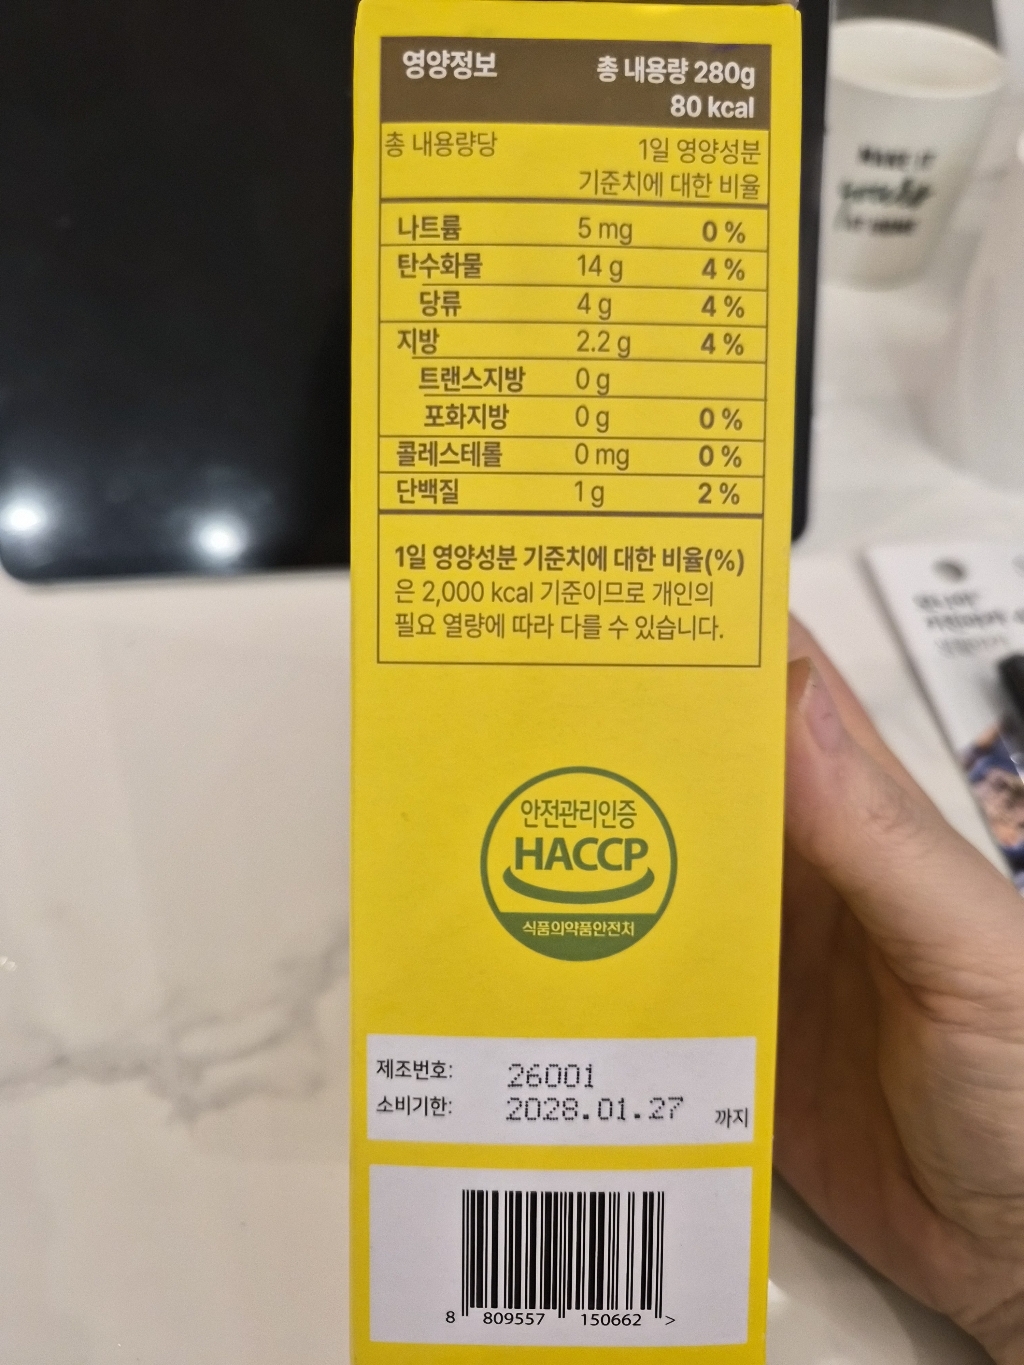 영양정보 총 내용량 280g
80 kcal
총 내용량당 1일 영양성분
기준치에 대한 비율
나트륨 5 mg 0 %
탄수화물 14 g 4 %
당류 4 g 4 %
지방 2.2 g 4 %
트랜스지방 0 g
포화지방 0 g 0 %
콜레스테롤 0 mg 0 %
단백질 1 g 2 %
1일 영양성분 기준치에 대한 비율(%)
은 2,000 kcal 기준이므로 개인의
필요 열량에 따라 다를 수 있습니다.
안전관리인증
HACCP
식품의약품안전처
제조번호: 26001
소비기한: 2028.01.27 까지
8 809557 150662 >
MAKE IT